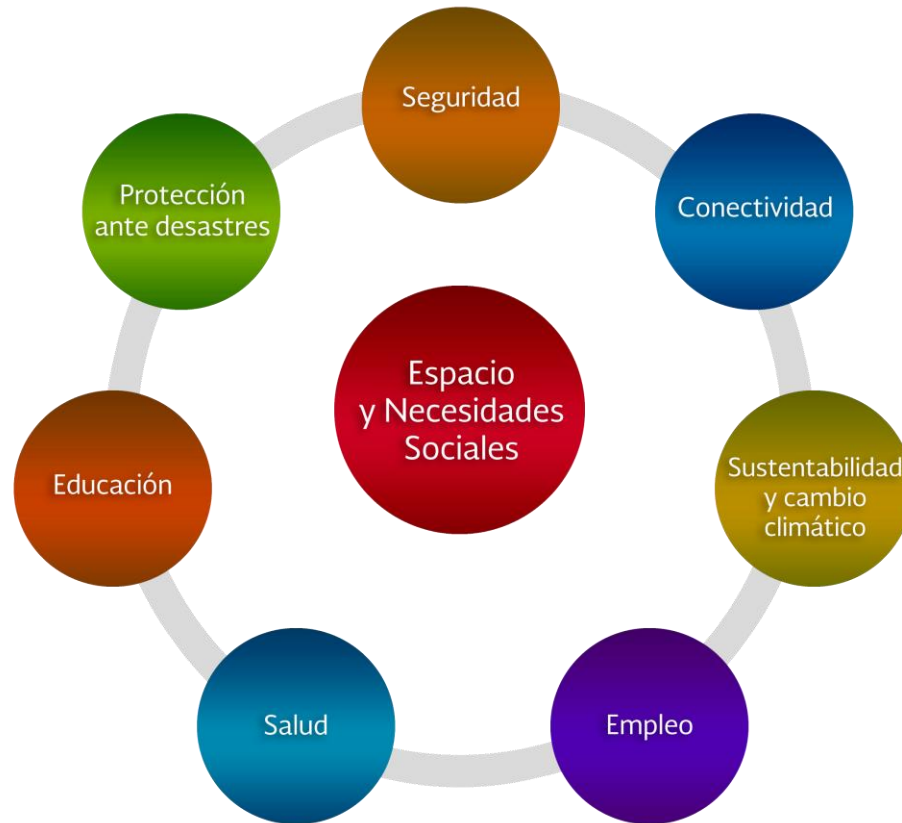 Seguridad
Conectividad
Sustentabilidad
y cambio
climático
Empleo
Salud
Educación
Protección
ante desastres
Espacio
y Necesidades
Sociales